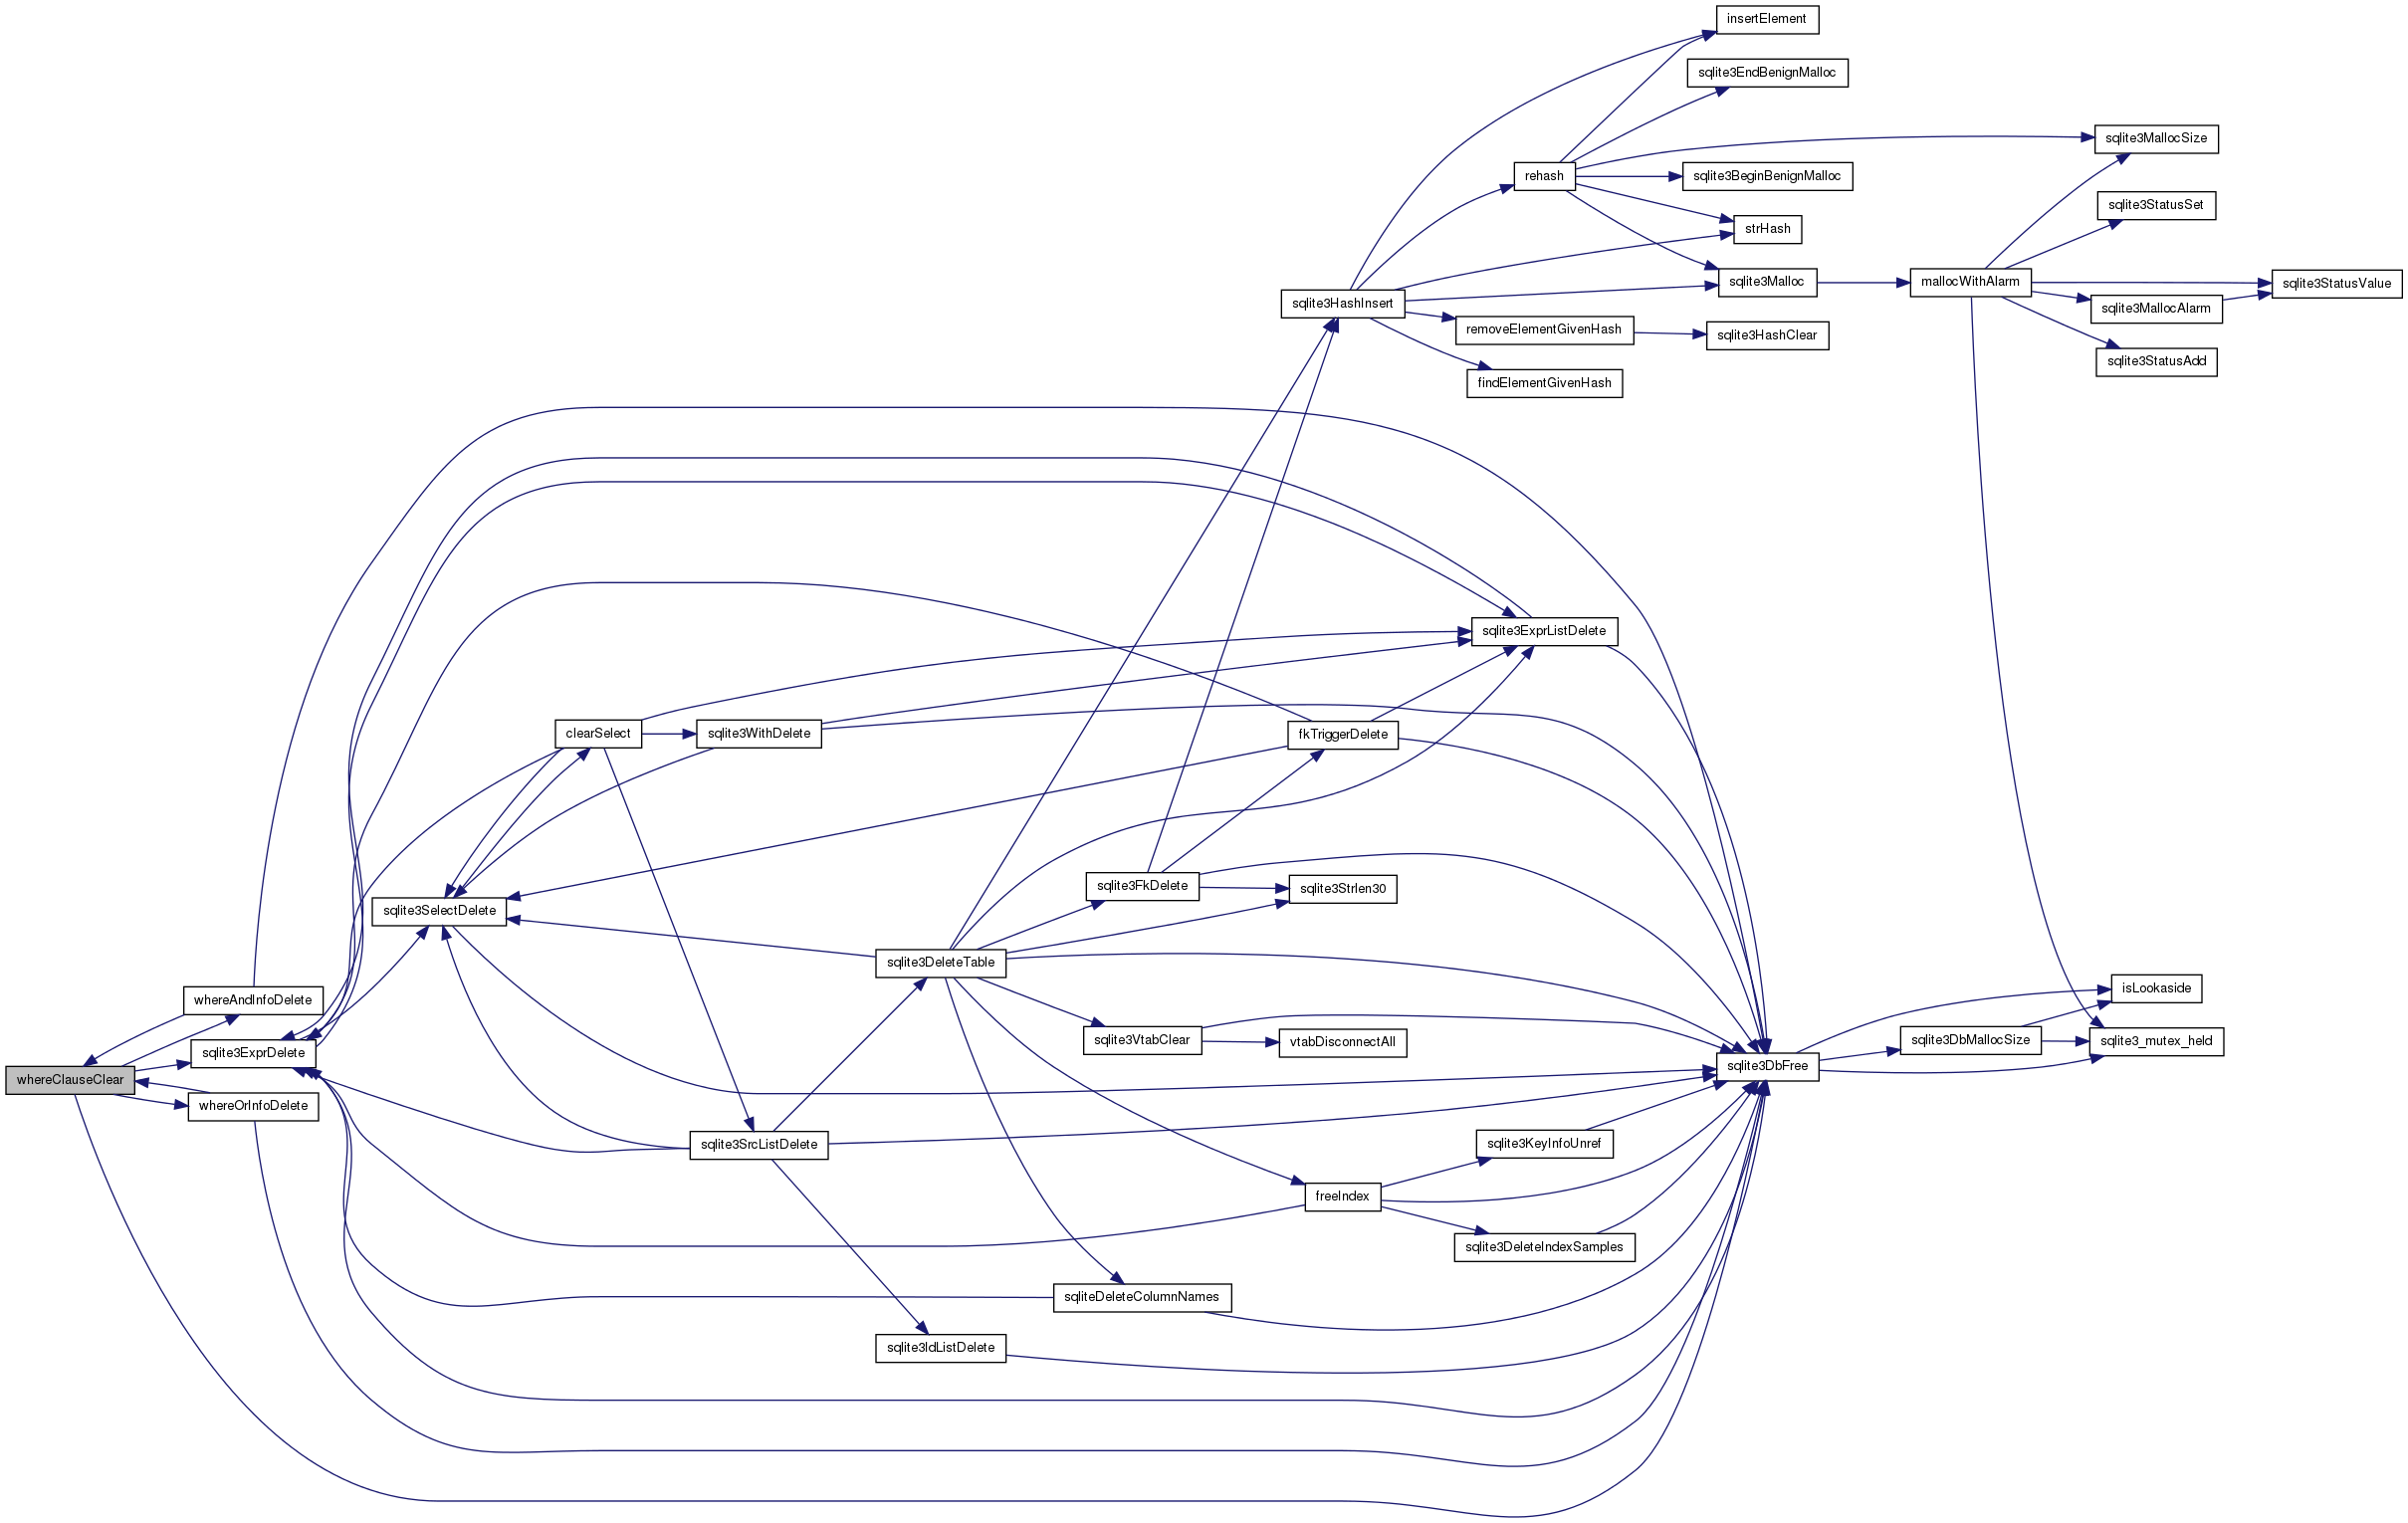 insertElement
sqlite3EndBenignMalloc
sqlite3MallocSize
rehash
sqlite3BeginBenignMalloc
sqlite3StatusSet
strHash
sqlite3Malloc
mallocWithAlarm
sqlite3StatusValue
sqlite3HashInsert
sqlite3MallocAlarm
removeElementGivenHash
sqlite3HashClear
sqlite3StatusAdd
findElementGivenHash
sqlite3ExprListDelete
clearSelect
sqlite3WithDelete
fkTriggerDelete
sqlite3FkDelete
sqlite3Strlen30
sqlite3SelectDelete
sqlite3DeleteTable
isLookaside
whereAndInfoDelete
sqlite3VtabClear
vtabDisconnectAll
sqlite3DbMallocSize
sqlite3_mutex_held
sqlite3ExprDelete
sqlite3DbFree
whereClauseClear
whereOrInfoDelete
sqlite3SrcListDelete
sqlite3KeyInfoUnref
freeIndex
sqlite3DeleteIndexSamples
sqliteDeleteColumnNames
sqlite3IdListDelete